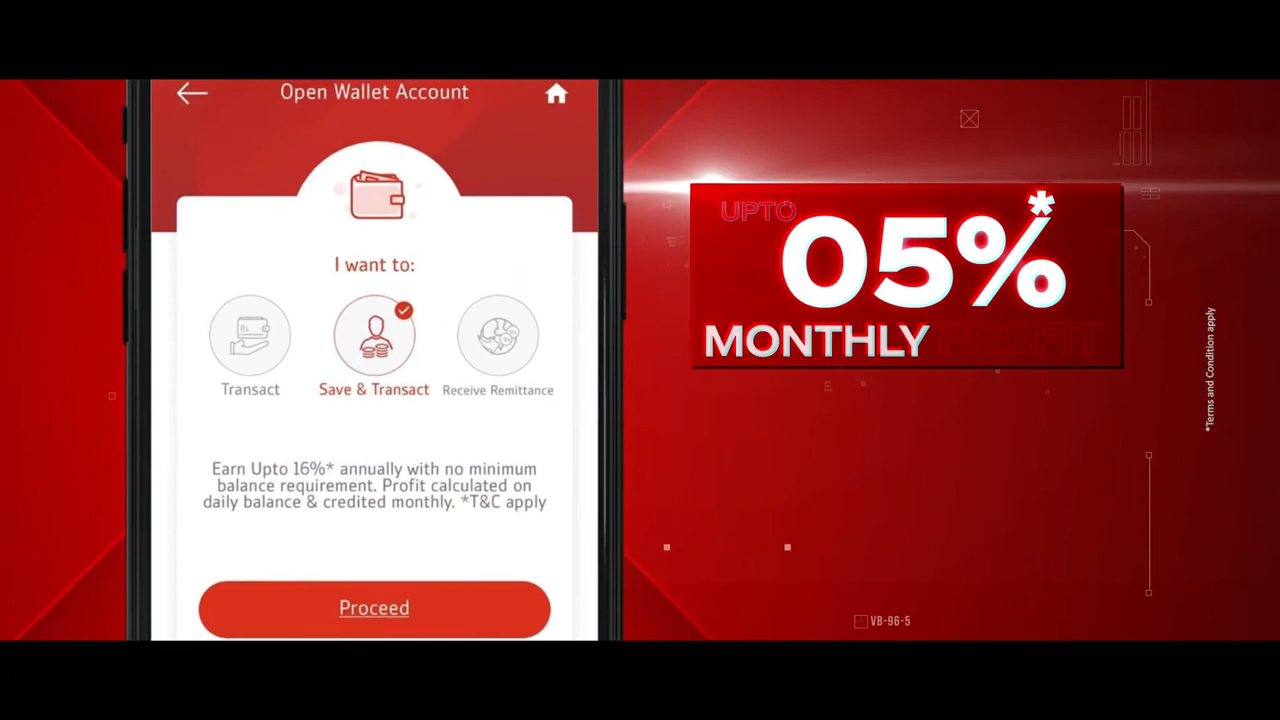 Open Wallet Account
I want to:
Transact
Save & Transact
Receive Remittance
Earn Upto 16%* annually with no minimum
balance requirement. Profit calculated on
daily balance & credited monthly. *T&C apply
Proceed
UPTO
05%*
MONTHLY PROFIT
*Terms and Condition apply
VB-96-5